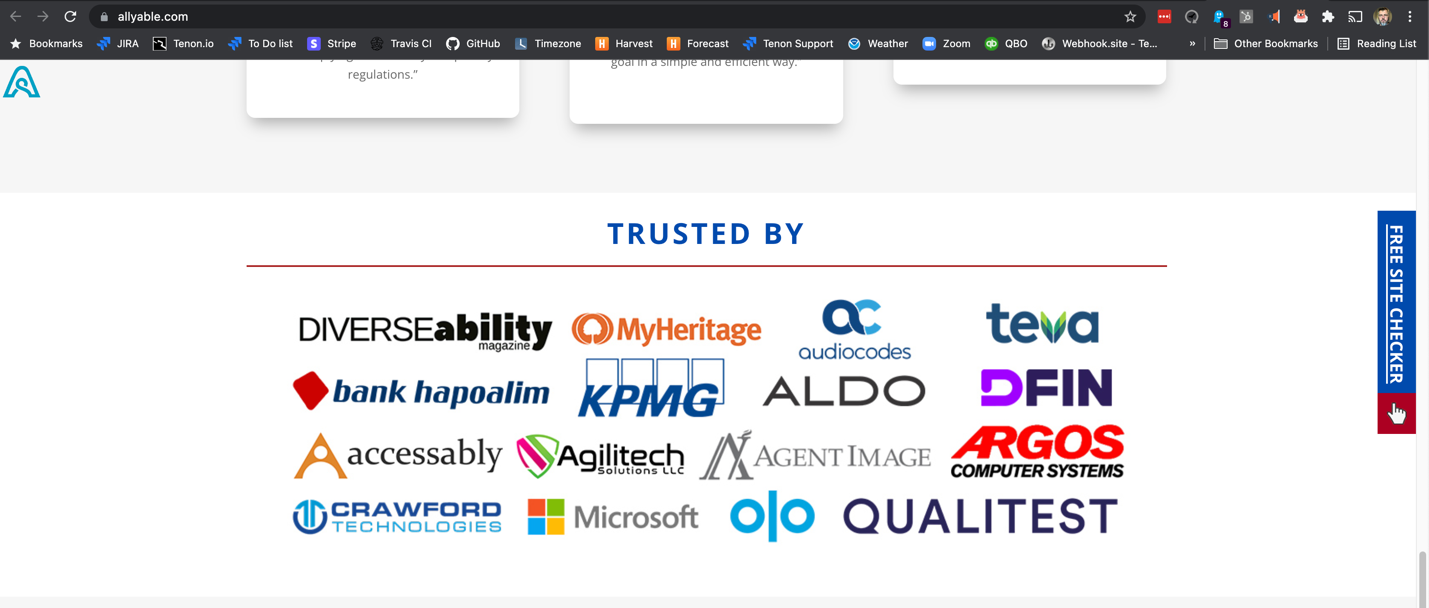 allyable.com
8
Bookmarks JIRA Tenon.io To Do list Stripe Travis CI GitHub Timezone Harvest Forecast Tenon Support Weather Zoom QBO Webhook.site - Te... » Other Bookmarks Reading List
regulations.”
goal in a simple and efficient way.
TRUSTED BY
DIVERSEability
magazine
MyHeritage
audiocodes
teva
bank hapoalim
KPMG
ALDO
DFIN
accessably
Agilitech
Solutions LLC
AGENT IMAGE
ARGOS
COMPUTER SYSTEMS
CRAWFORD
TECHNOLOGIES
Microsoft
olo
QUALITEST
FREE SITE CHECKER